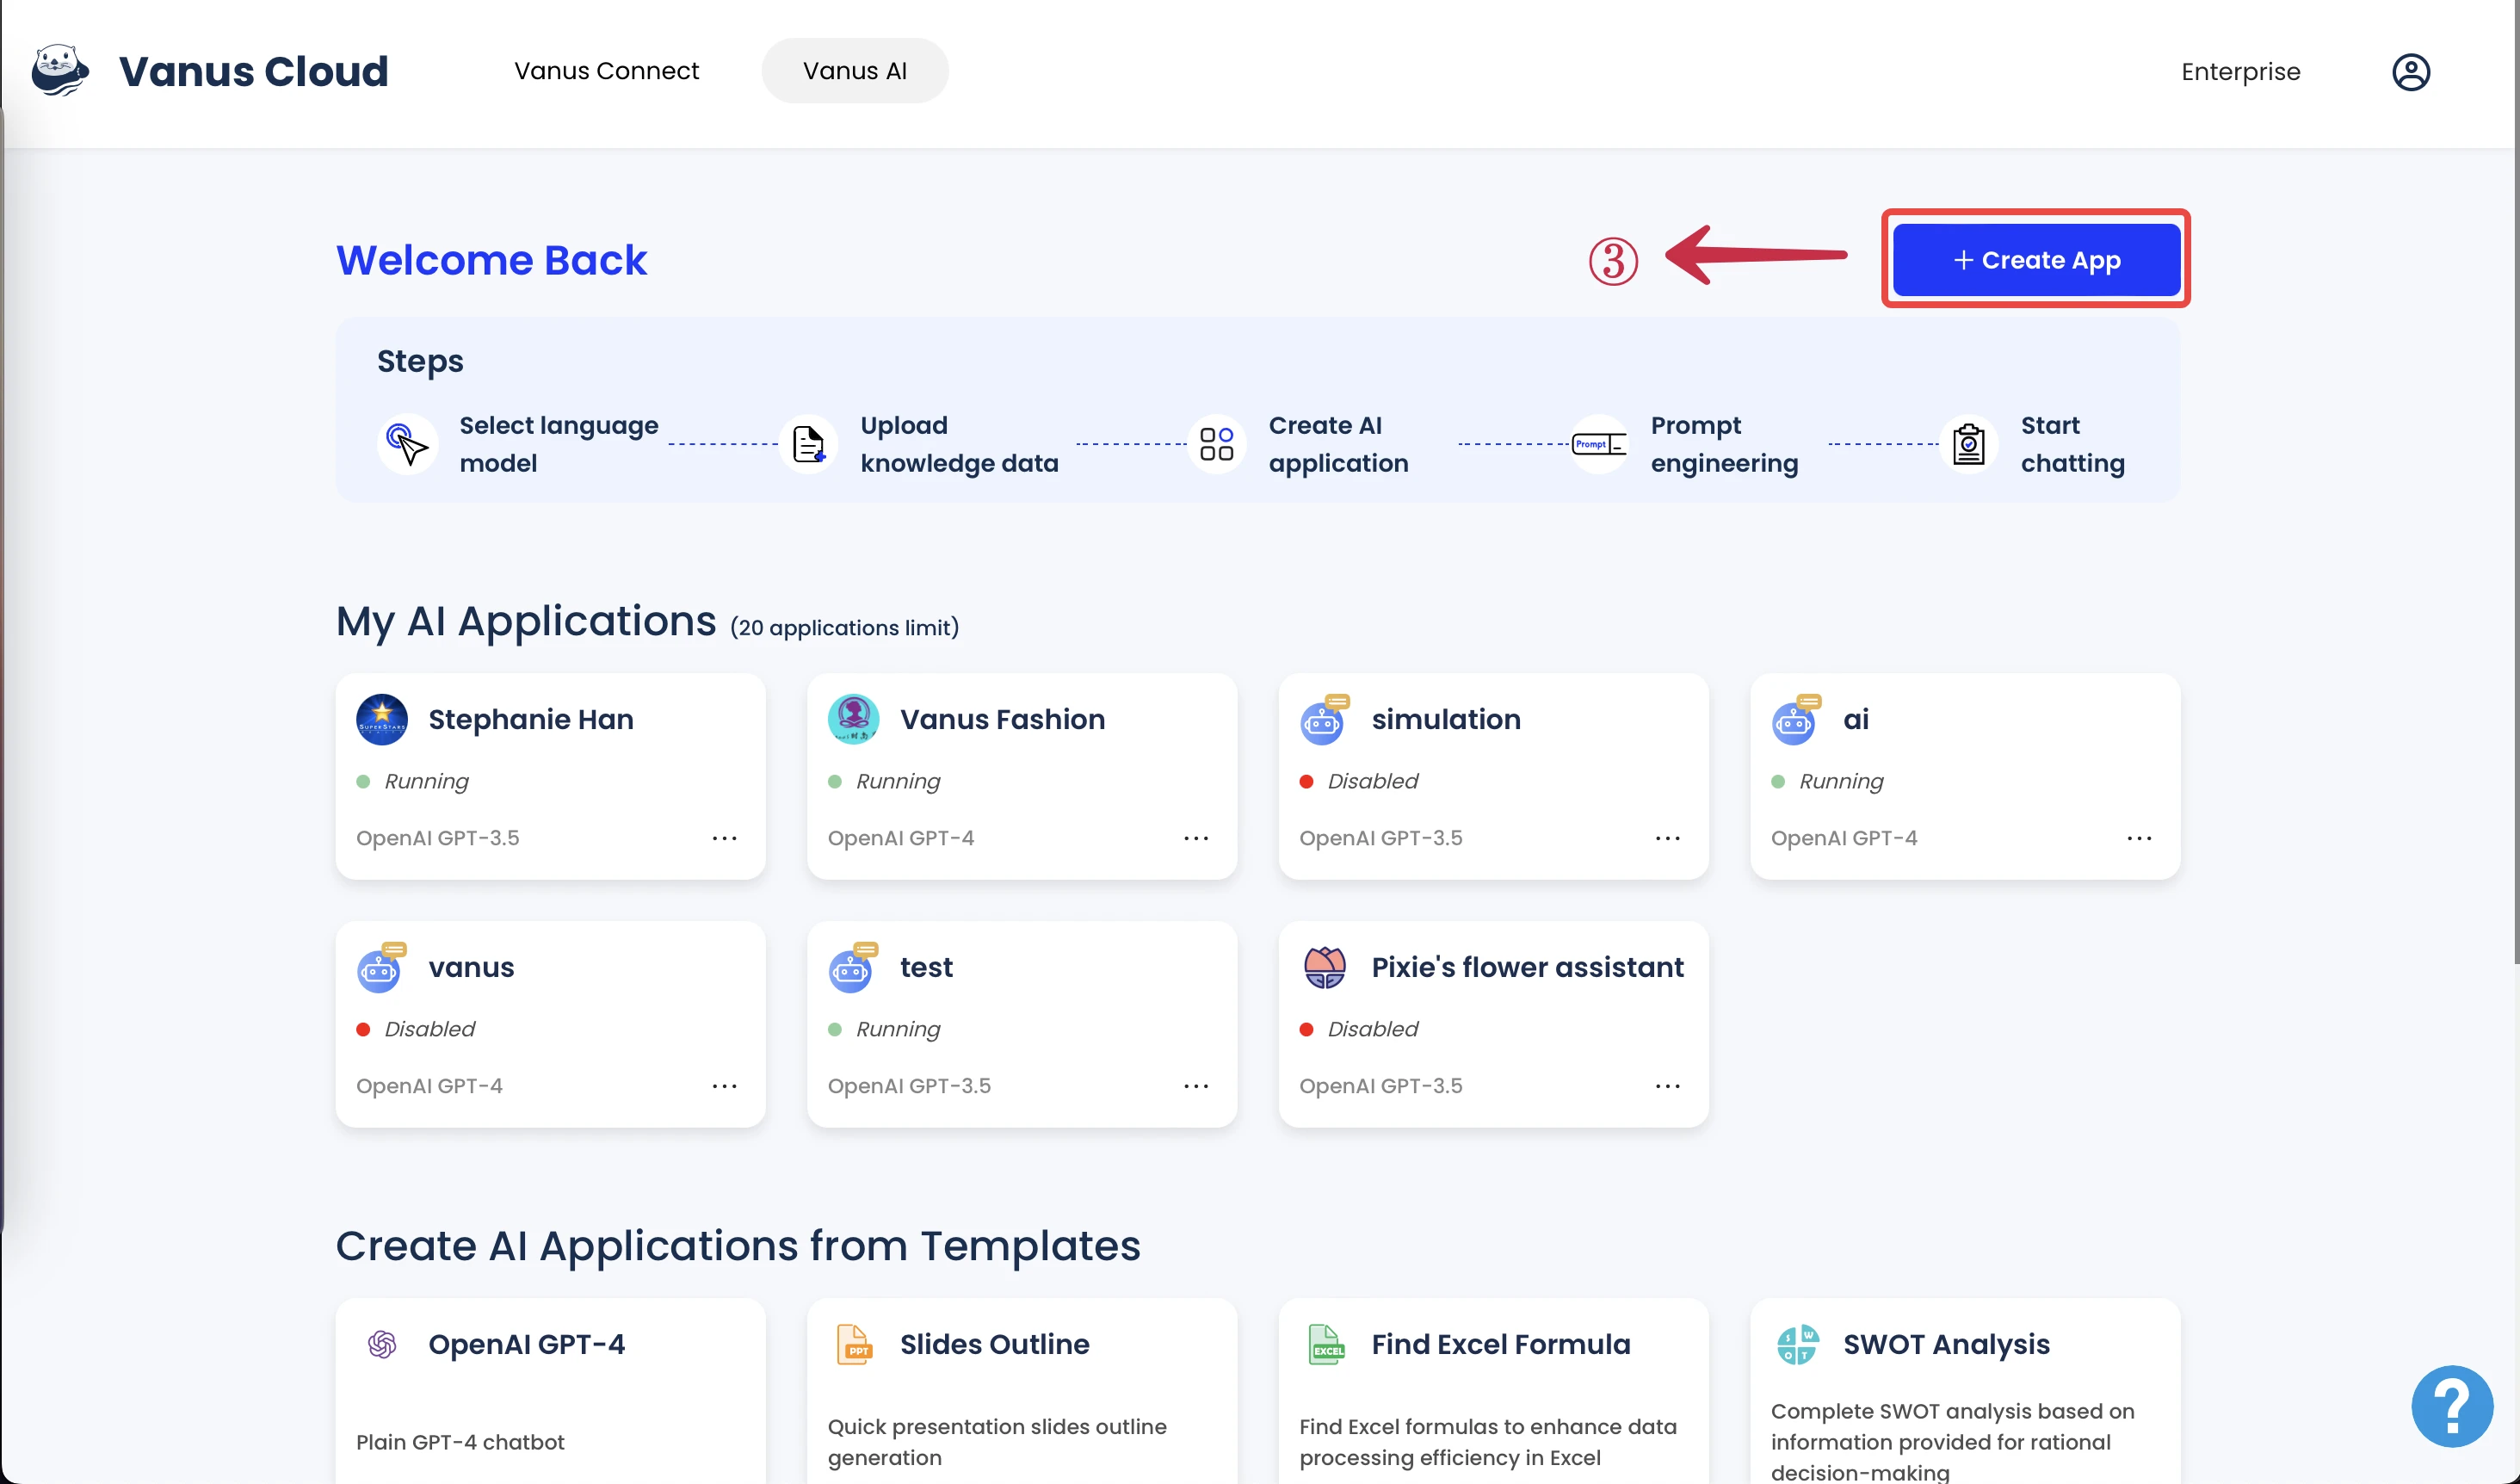 Vanus Cloud
Vanus Connect
Vanus AI
Enterprise
Welcome Back
③
+ Create App
Steps
Select language
model
Upload
knowledge data
Create AI
application
Prompt
Prompt
engineering
Start
chatting
My AI Applications (20 applications limit)
SUPER STARS
Stephanie Han
Running
OpenAI GPT-3.5
...
Vanus Fashion
Running
OpenAI GPT-4
...
simulation
Disabled
OpenAI GPT-3.5
...
ai
Running
OpenAI GPT-4
...
vanus
Disabled
OpenAI GPT-4
...
test
Running
OpenAI GPT-3.5
...
Pixie's flower assistant
Disabled
OpenAI GPT-3.5
...
Create AI Applications from Templates
OpenAI GPT-4
Plain GPT-4 chatbot
PPT
Slides Outline
Quick presentation slides outline
generation
EXCEL
Find Excel Formula
Find Excel formulas to enhance data
processing efficiency in Excel
S W
O T
SWOT Analysis
Complete SWOT analysis based on
information provided for rational
decision-making
?